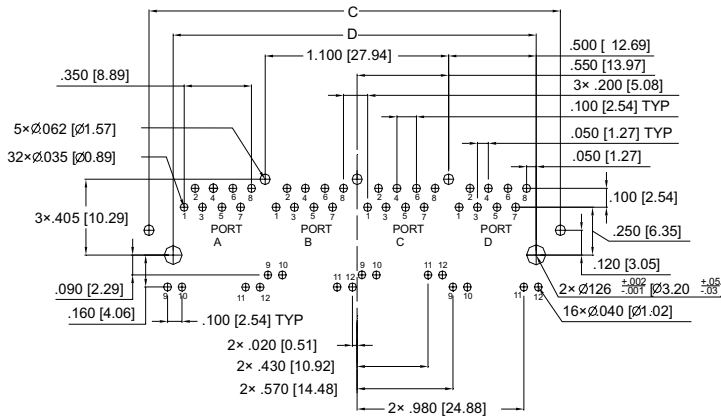 C
D
1.100 [27.94]
.500 [ 12.69]
.550 [13.97]
.350 [8.89]
3× .200 [5.08]
.100 [2.54] TYP
5×Ø.062 [Ø1.57]
.050 [1.27] TYP
32×Ø.035 [Ø0.89]
.050 [1.27]
2 4 6 8 2 4 6 8 2 4 6 8 2 4 6 8
.100 [2.54]
1 3 5 7 1 3 5 7 1 3 5 7 1 3 5 7
3×.405 [10.29]
PORT PORT PORT PORT
A B C D
.250 [6.35]
.120 [3.05]
9 10 9 10 11 12
.090 [2.29]
2× Ø126 +.002 -.001 [Ø3.20 +.05 -.03
9 10 11 12 11 12 9 10 11 12
.160 [4.06]
.100 [2.54] TYP
16×Ø.040 [Ø1.02]
2× .020 [0.51]
2× .430 [10.92]
2× .570 [14.48]
2× .980 [24.88]